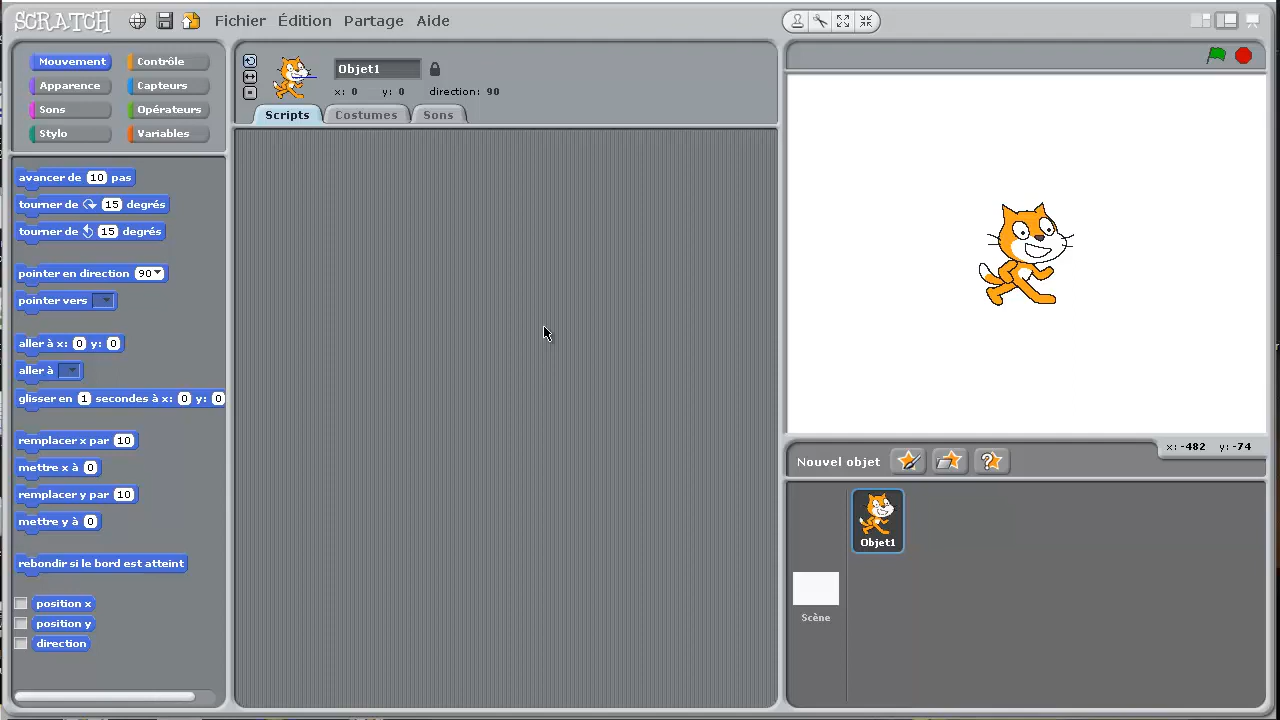 SCRATCH Fichier Édition Partage Aide
Mouvement Contrôle
Apparence Capteurs
Sons Opérateurs
Stylo Variables
avancer de 10 pas
tourner de 15 degrés
tourner de 15 degrés
pointer en direction 90
pointer vers
aller à x: 0 y: 0
aller à
glisser en 1 secondes à x: 0 y: 0
remplacer x par 10
mettre x à 0
remplacer y par 10
mettre y à 0
rebondir si le bord est atteint
position x
position y
direction
Objet1
x: 0 y: 0 direction: 90
Scripts Costumes Sons
x: -482 y: -74
Nouvel objet
Objet1
Scène